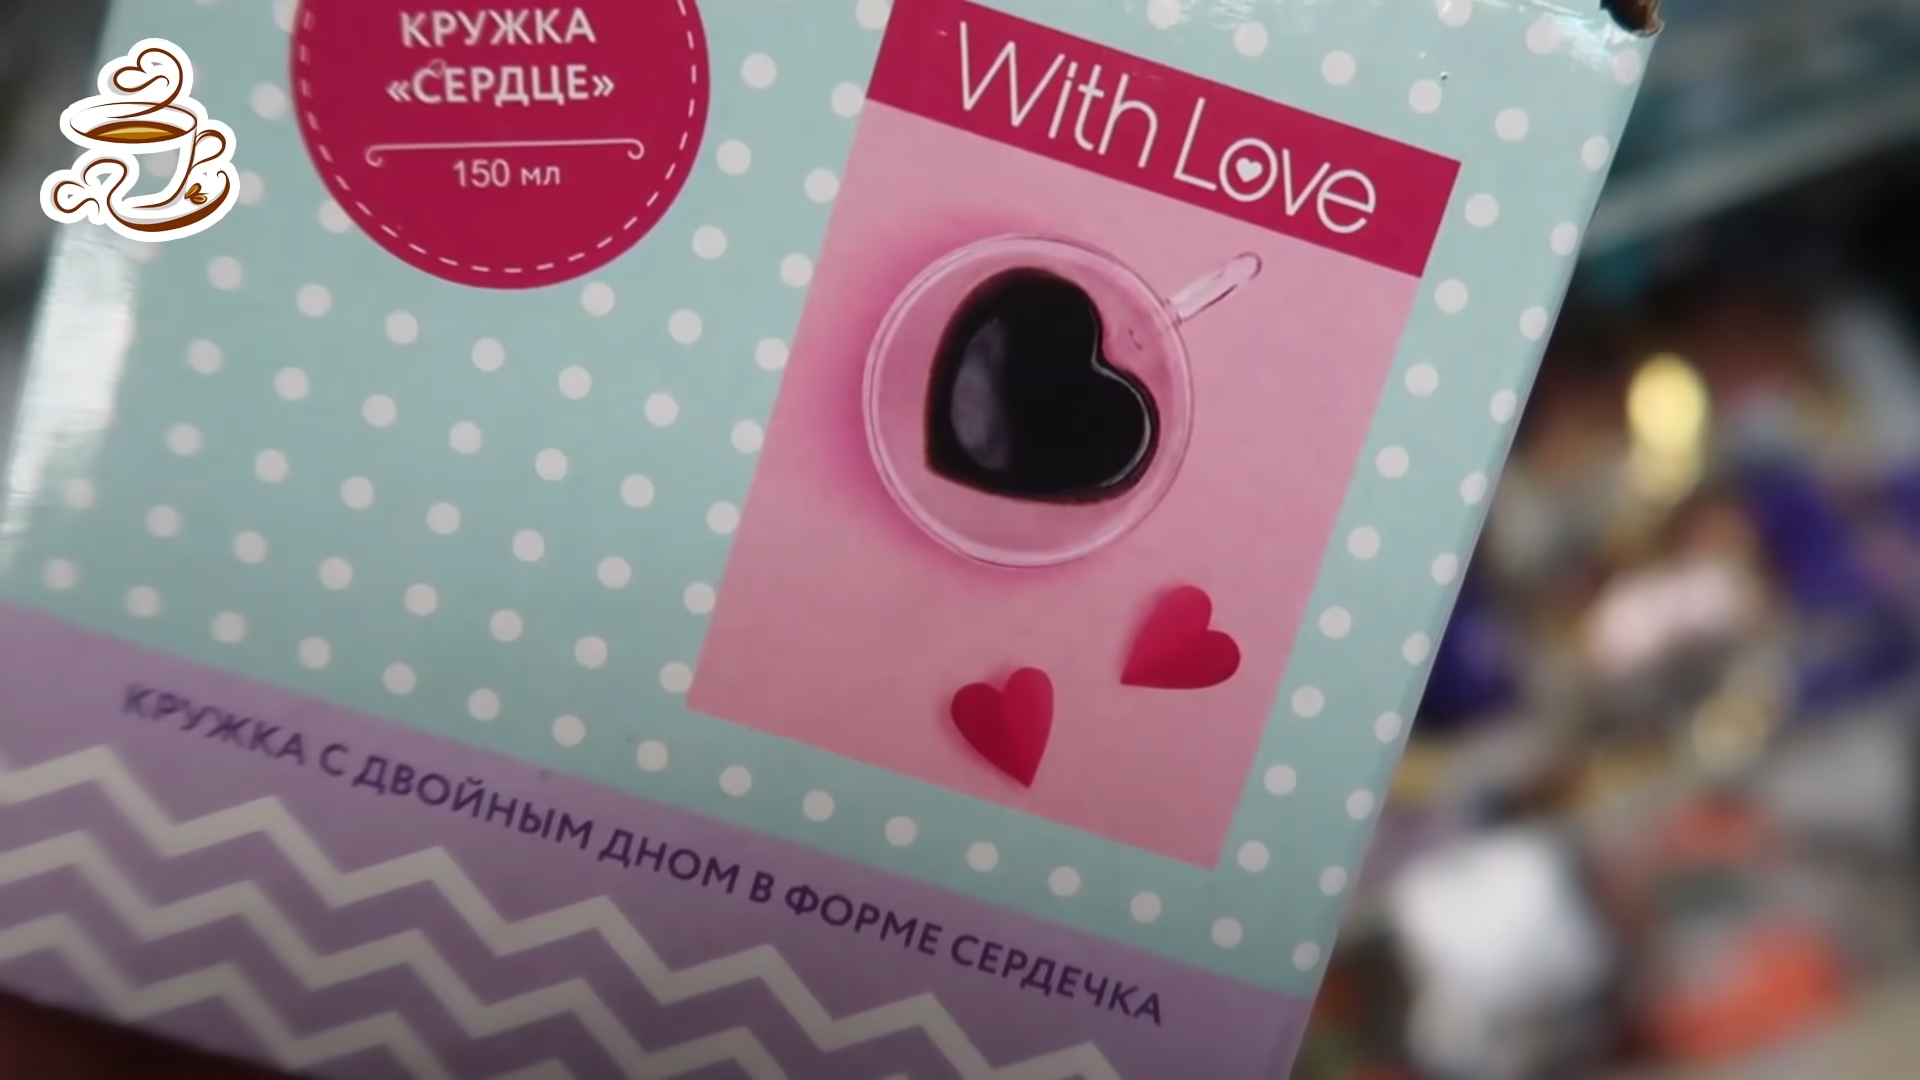 КРУЖКА
«СЕРДЦЕ»
150 мл
With Love
КРУЖКА С ДВОЙНЫМ ДНОМ В ФОРМЕ СЕРДЕЧКА